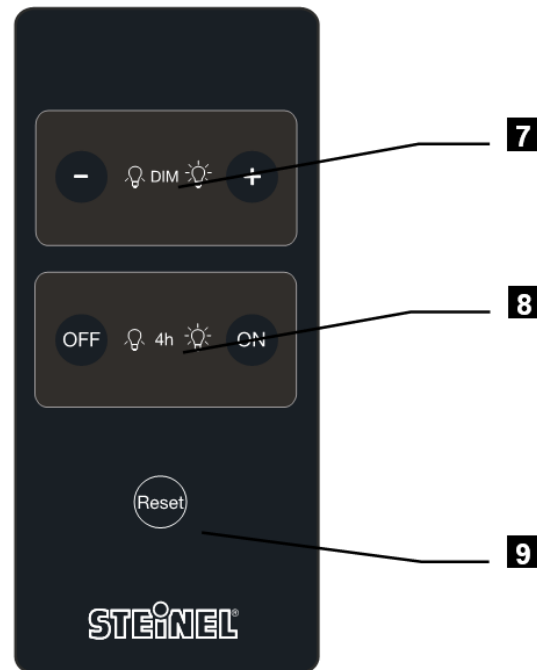 7
- DIM +
8
OFF 4h ON
Reset
9
STEINEL®